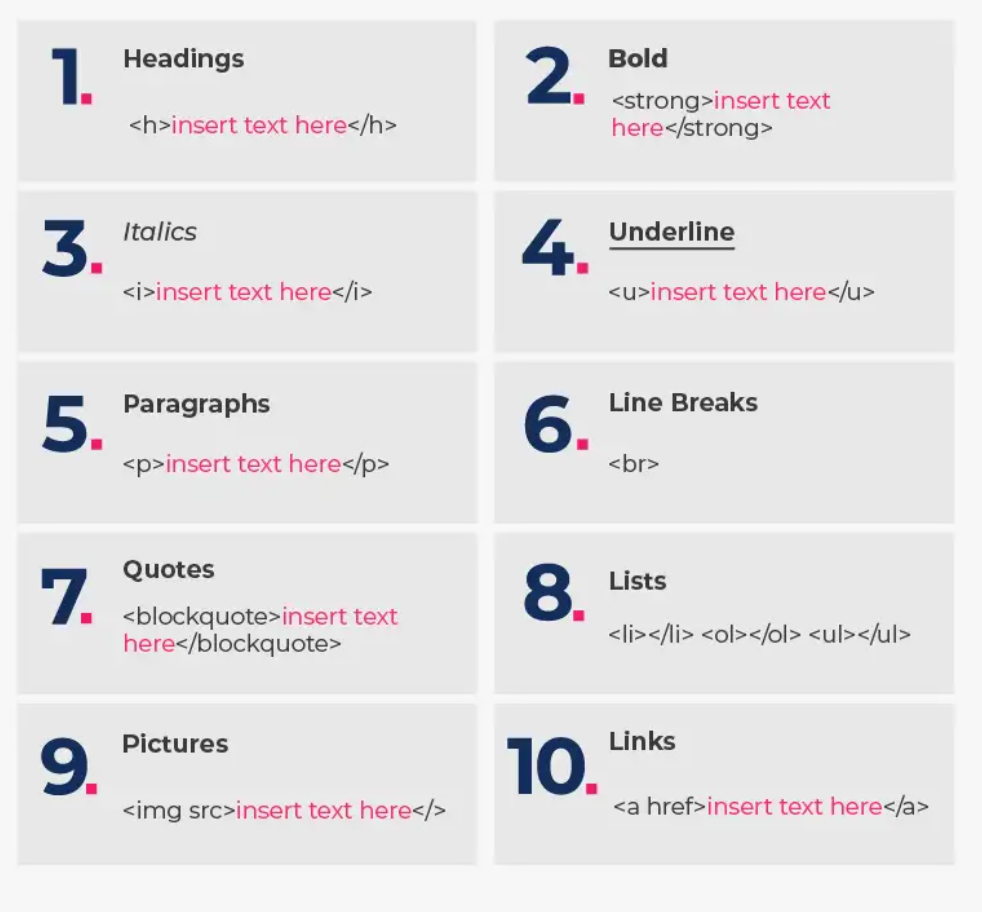 1.
Headings
<h>insert text here</h>
2.
Bold
<strong>insert text
here</strong>
3.
Italics
<i>insert text here</i>
4.
Underline
<u>insert text here</u>
5.
Paragraphs
<p>insert text here</p>
6.
Line Breaks
<br>
7.
Quotes
<blockquote>insert text
here</blockquote>
8.
Lists
<li></li> <ol></ol> <ul></ul>
9.
Pictures
<img src>insert text here</>
10.
Links
<a href>insert text here</a>